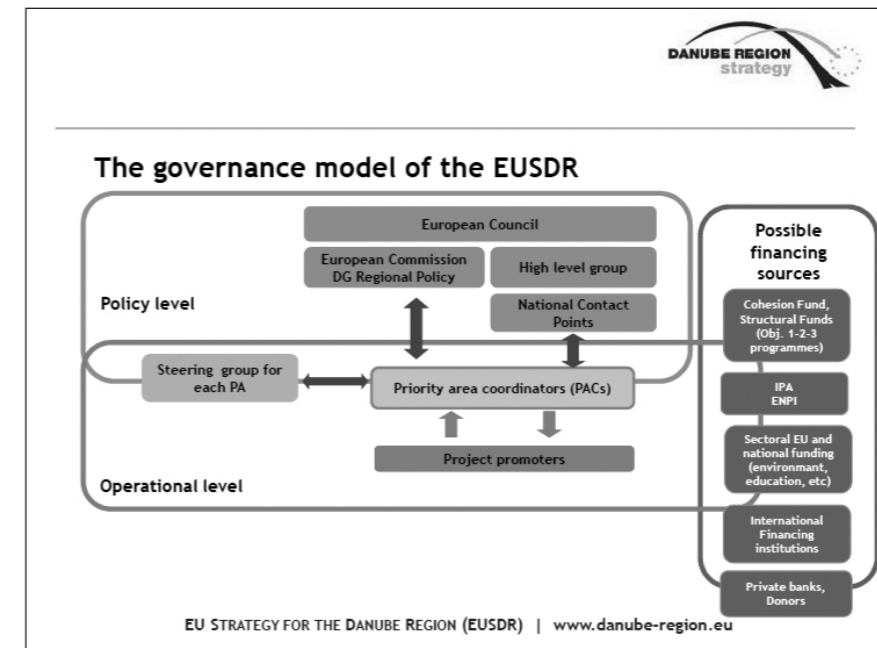 DANUBE REGION
strategy
The governance model of the EUSDR
European Council
European Commission
DG Regional Policy
High level group
National Contact
Points
Policy level
Steering group for
each PA
Priority area coordinators (PACs)
Project promoters
Operational level
Possible
financing
sources
Cohesion Fund,
Structural Funds
(Obj. 1-2-3
programmes)
IPA
ENPI
Sectoral EU and
national funding
(environmant,
education, etc)
International
Financing
institutions
Private banks,
Donors
EU STRATEGY FOR THE DANUBE REGION (EUSDR) | www.danube-region.eu